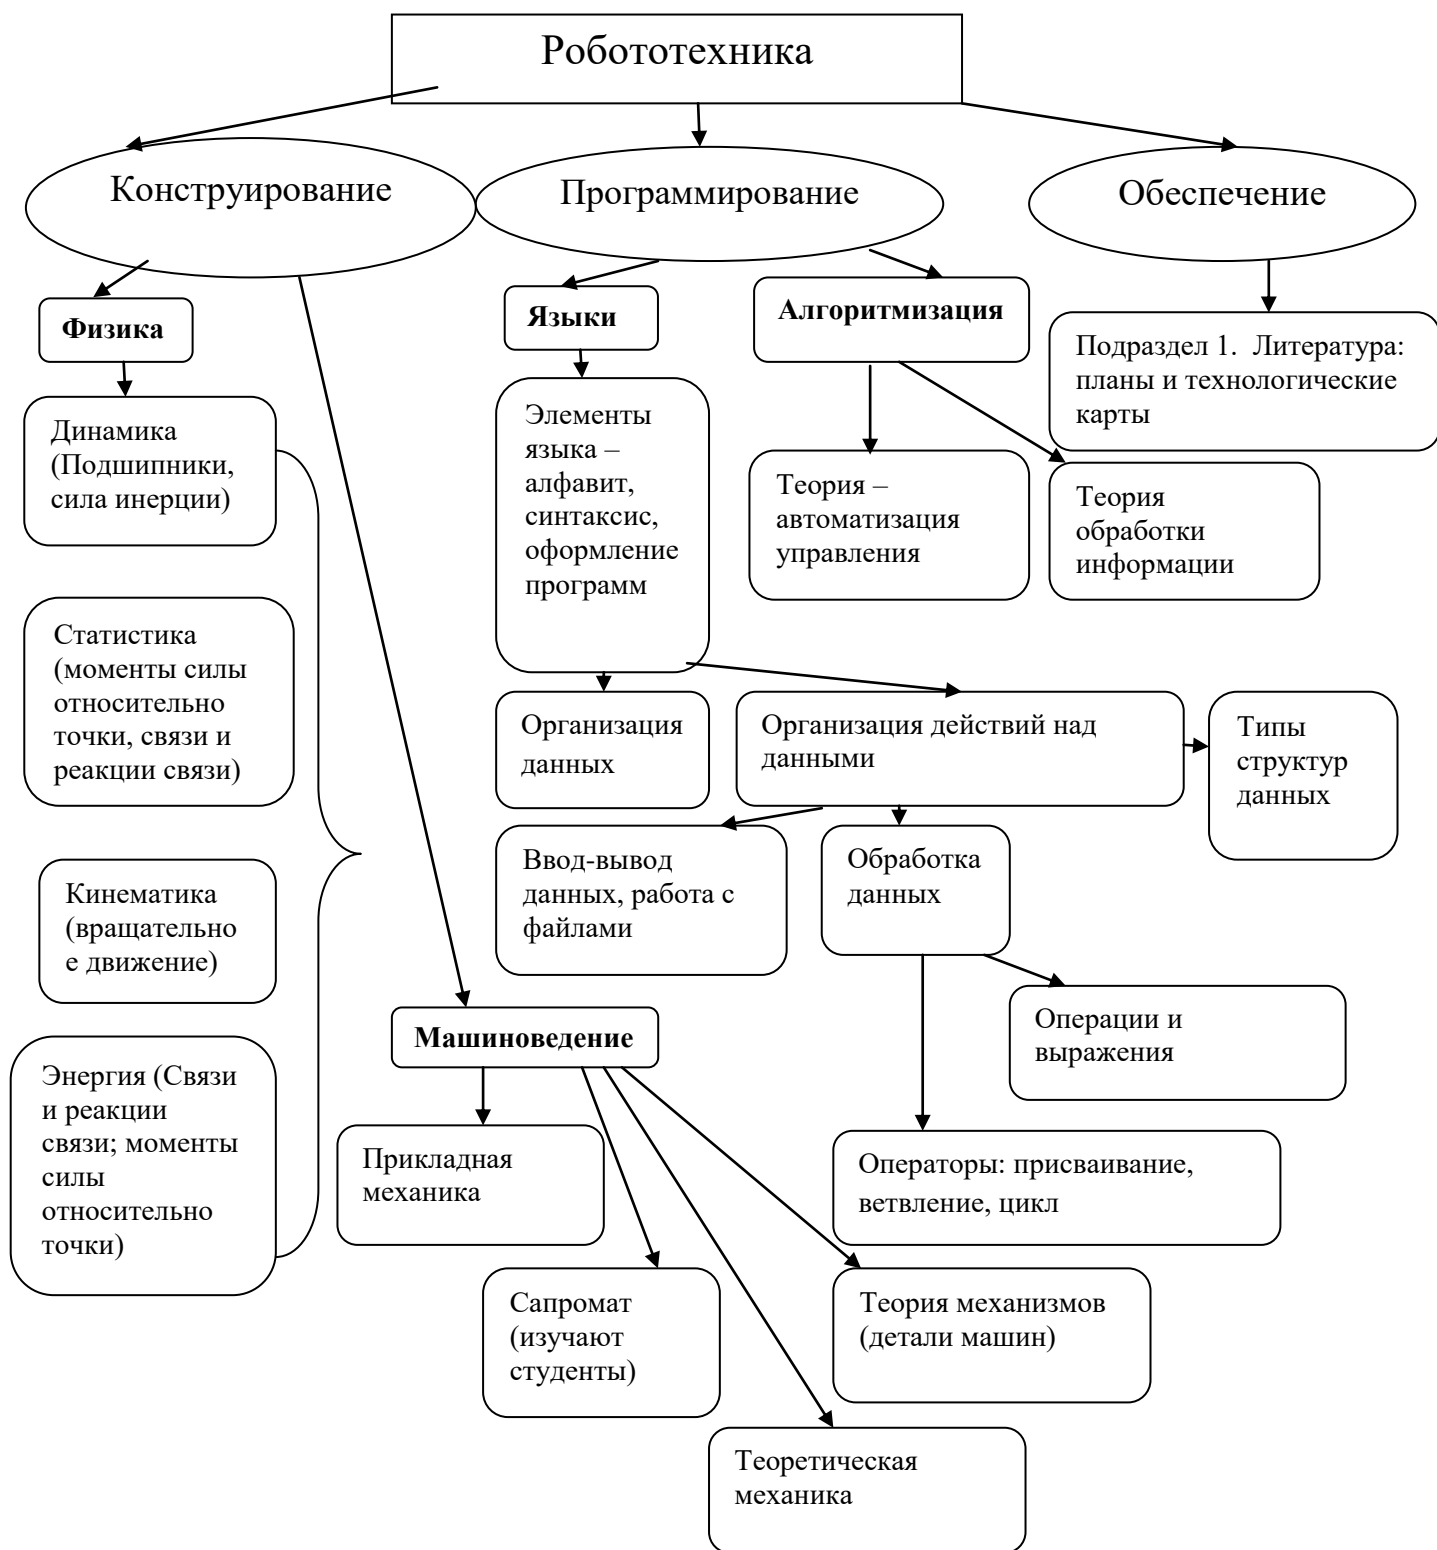 Робототехника
Конструирование
Программирование
Обеспечение
Физика
Языки
Алгоритмизация
Подраздел 1.  Литература:
планы и технологические
карты
Динамика
(Подшипники,
сила инерции)
Элементы
языка –
алфавит,
синтаксис,
оформление
программ
Теория –
автоматизация
управления
Теория
обработки
информации
Статистика
(моменты силы
относительно
точки, связи и
реакции связи)
Организация
данных
Организация действий над
данными
Типы
структур
данных
Ввод-вывод
данных, работа с
файлами
Обработка
данных
Кинематика
(вращательно
е движение)
Операции и
выражения
Машиноведение
Энергия (Связи
и реакции
связи; моменты
силы
относительно
точки)
Прикладная
механика
Операторы: присваивание,
ветвление, цикл
Сапромат
(изучают
студенты)
Теория механизмов
(детали машин)
Теоретическая
механика